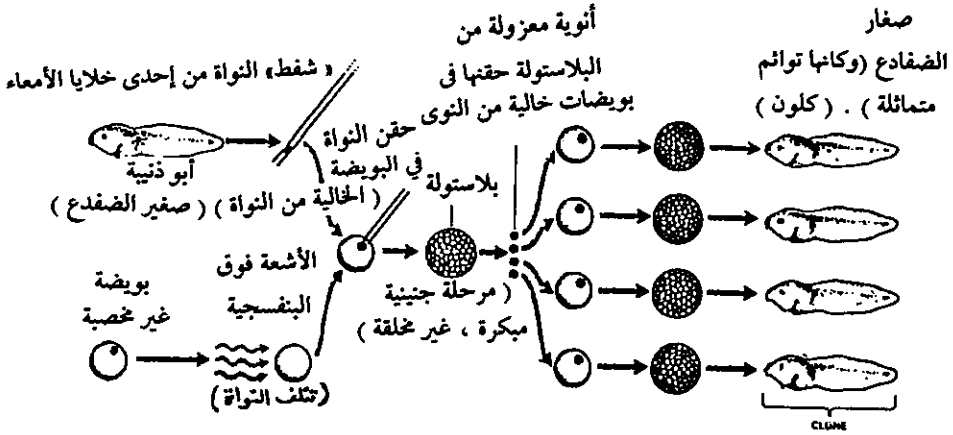 صغار
الضفادع (وكانها توائم
متماثلة ) . ( كلون )
أنوية معزولة من
البلاستولة حقنها فى
بويضات خالية من النوى
« شفط» النواة من إحدى خلايا الأمعاء
حقن النواة
في البويضة
( الخالية من النواة )
أبو ذنيبة
( صغير الضفدع )
بلاستولة
( مرحلة جنينية
مبكرة ، غير مخلقة )
الأشعة فوق
البنفسجية
بويضة
غير مخصبة
(تتلف النواة)
CLONE